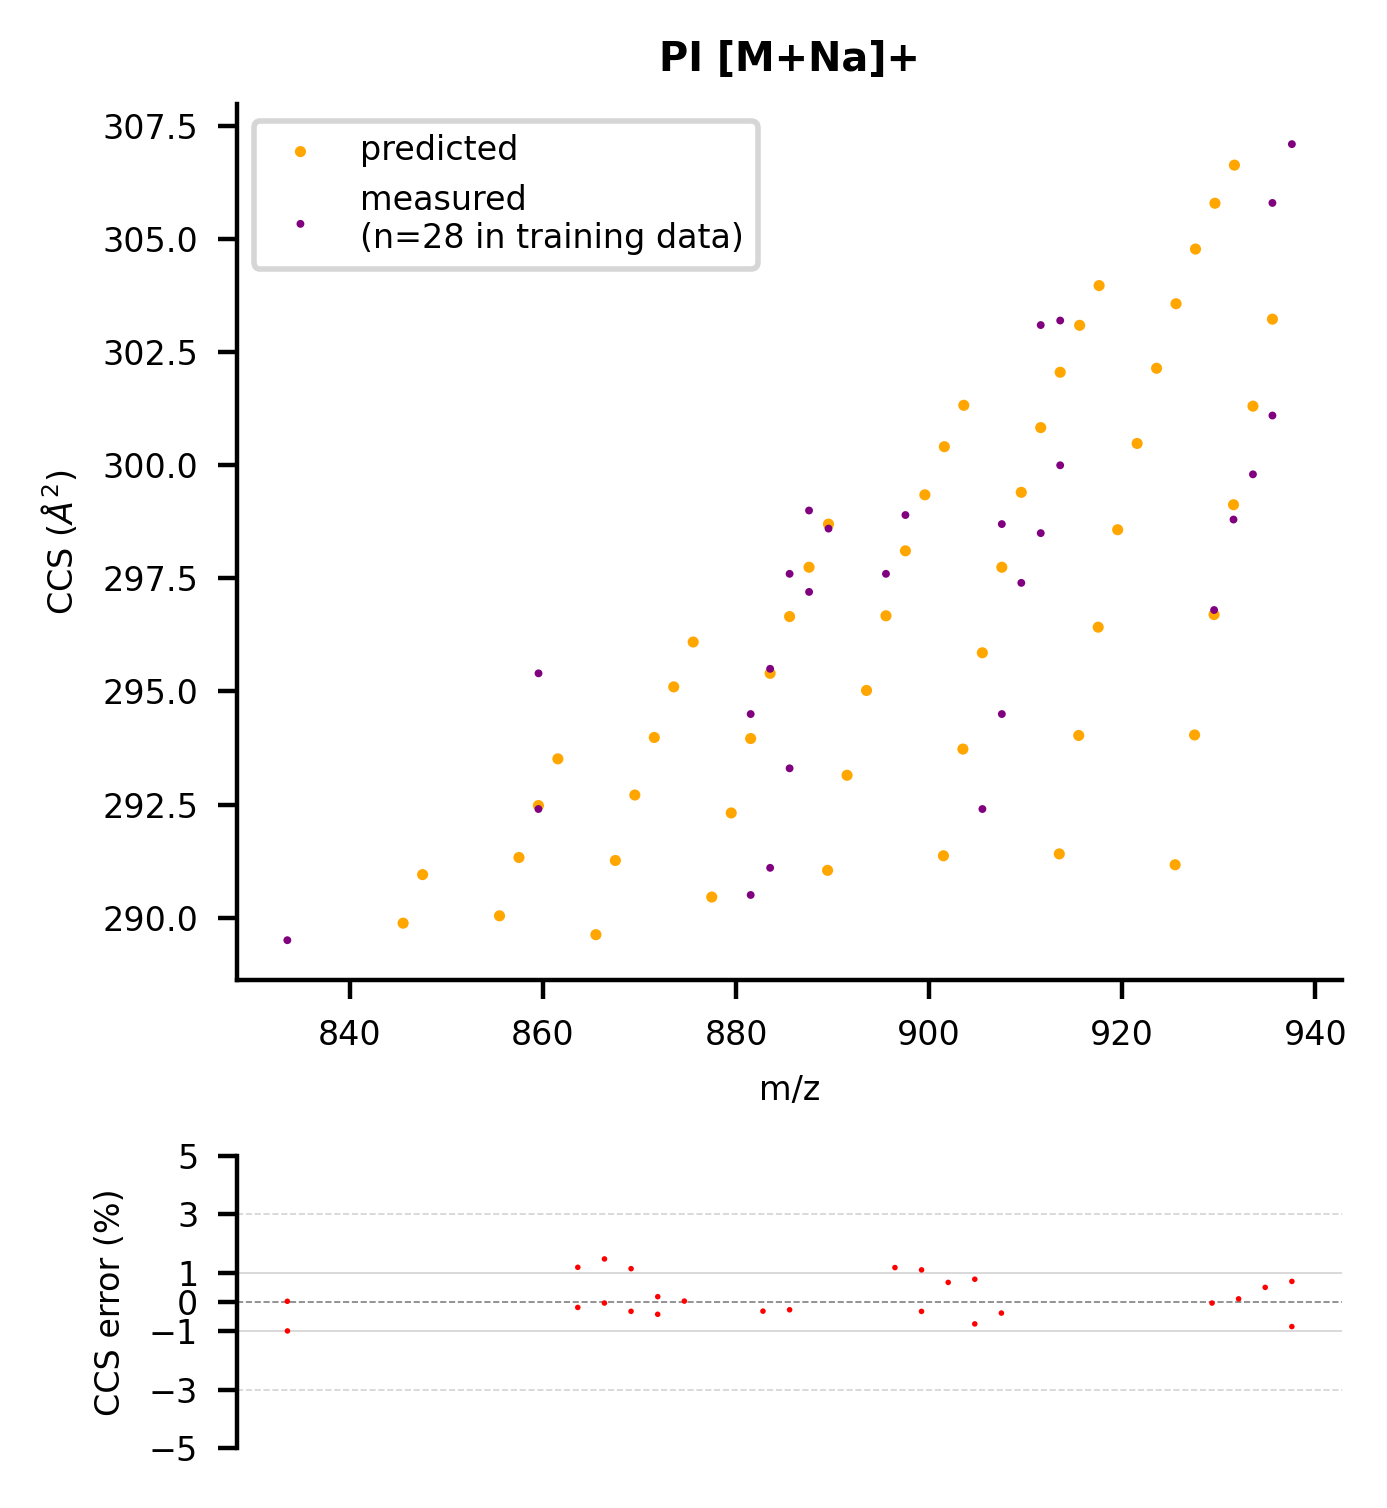 PI [M+Na]+
307.5
305.0
302.5
300.0
297.5
295.0
292.5
290.0
CCS (Å²)
predicted
measured
(n=28 in training data)
840 860 880 900 920 940
m/z
5
3
1
0
−1
−3
−5
CCS error (%)